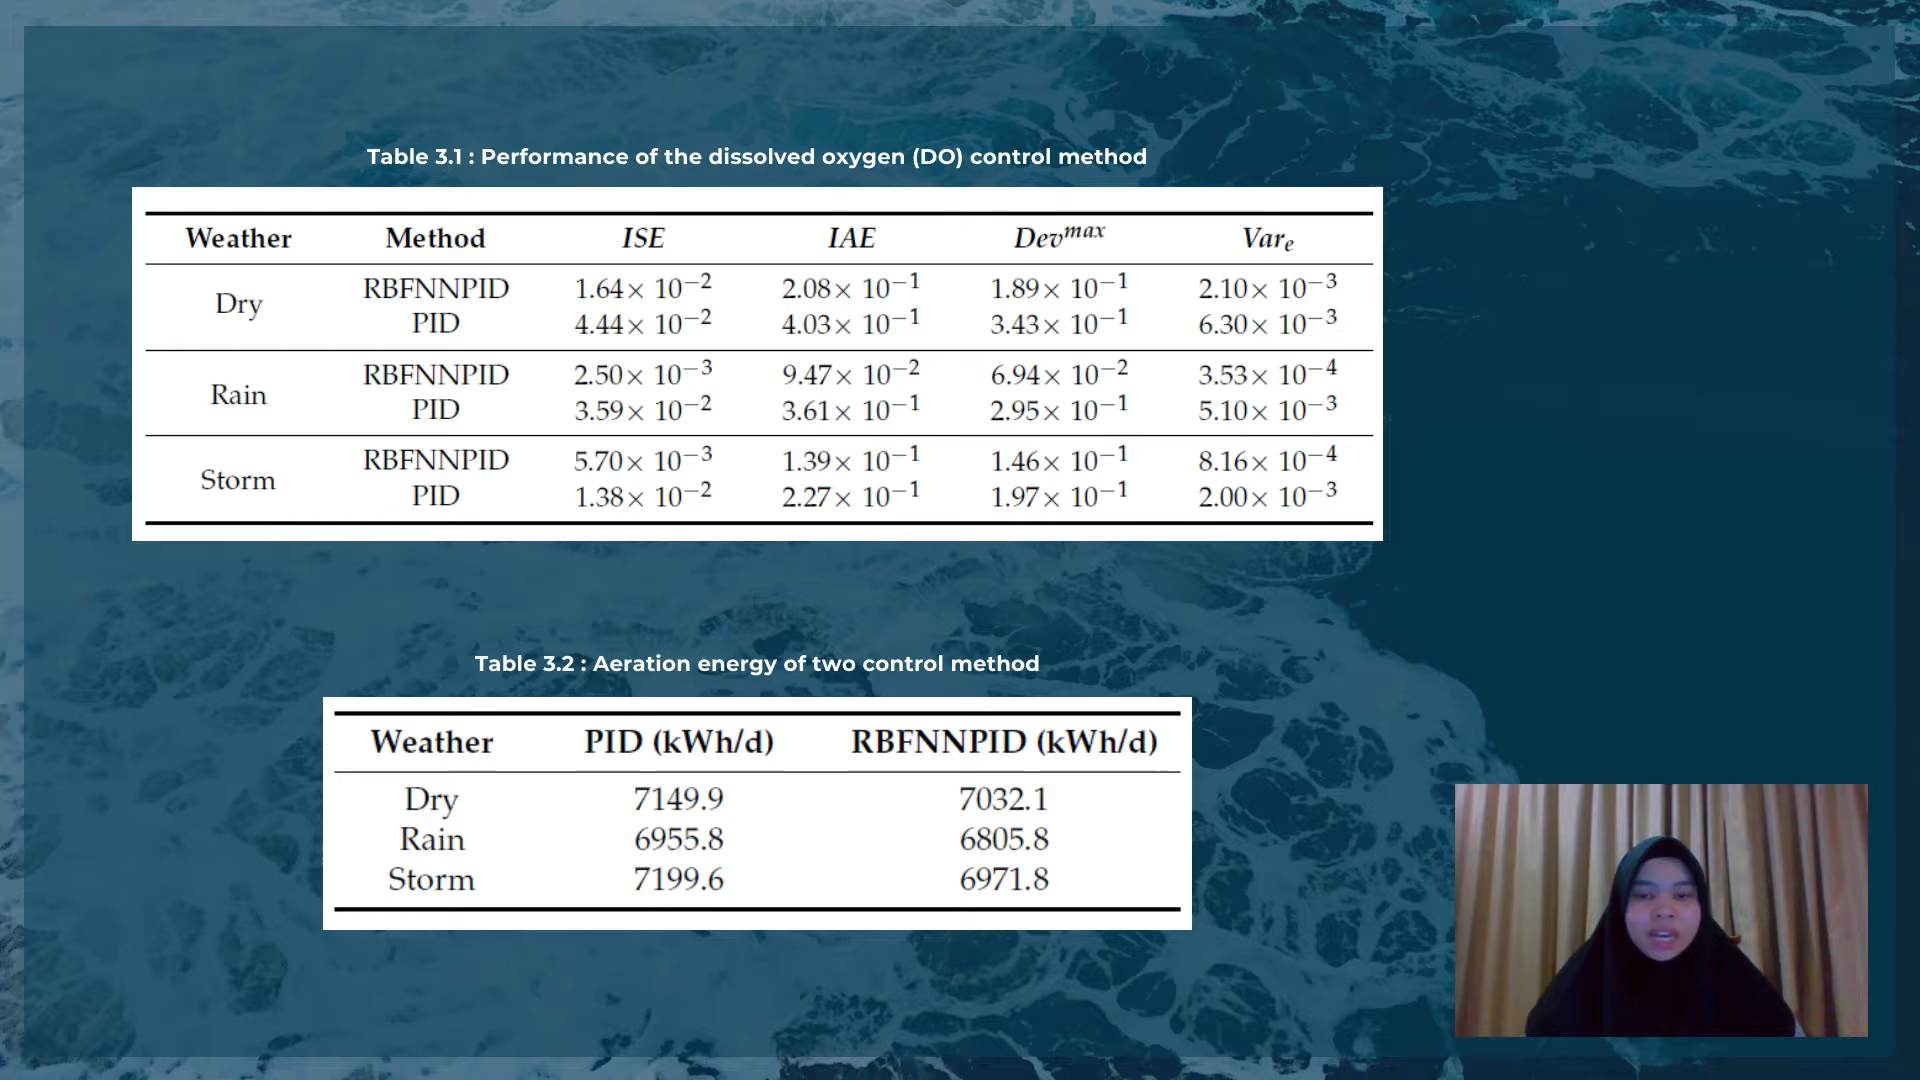 Table 3.1 : Performance of the dissolved oxygen (DO) control method
Weather Method ISE IAE Dev^max Var_e
Dry RBFNNPID 1.64× 10^−2 2.08× 10^−1 1.89× 10^−1 2.10× 10^−3
PID 4.44× 10^−2 4.03× 10^−1 3.43× 10^−1 6.30× 10^−3
Rain RBFNNPID 2.50× 10^−3 9.47× 10^−2 6.94× 10^−2 3.53× 10^−4
PID 3.59× 10^−2 3.61× 10^−1 2.95× 10^−1 5.10× 10^−3
Storm RBFNNPID 5.70× 10^−3 1.39× 10^−1 1.46× 10^−1 8.16× 10^−4
PID 1.38× 10^−2 2.27× 10^−1 1.97× 10^−1 2.00× 10^−3
Table 3.2 : Aeration energy of two control method
Weather PID (kWh/d) RBFNNPID (kWh/d)
Dry 7149.9 7032.1
Rain 6955.8 6805.8
Storm 7199.6 6971.8